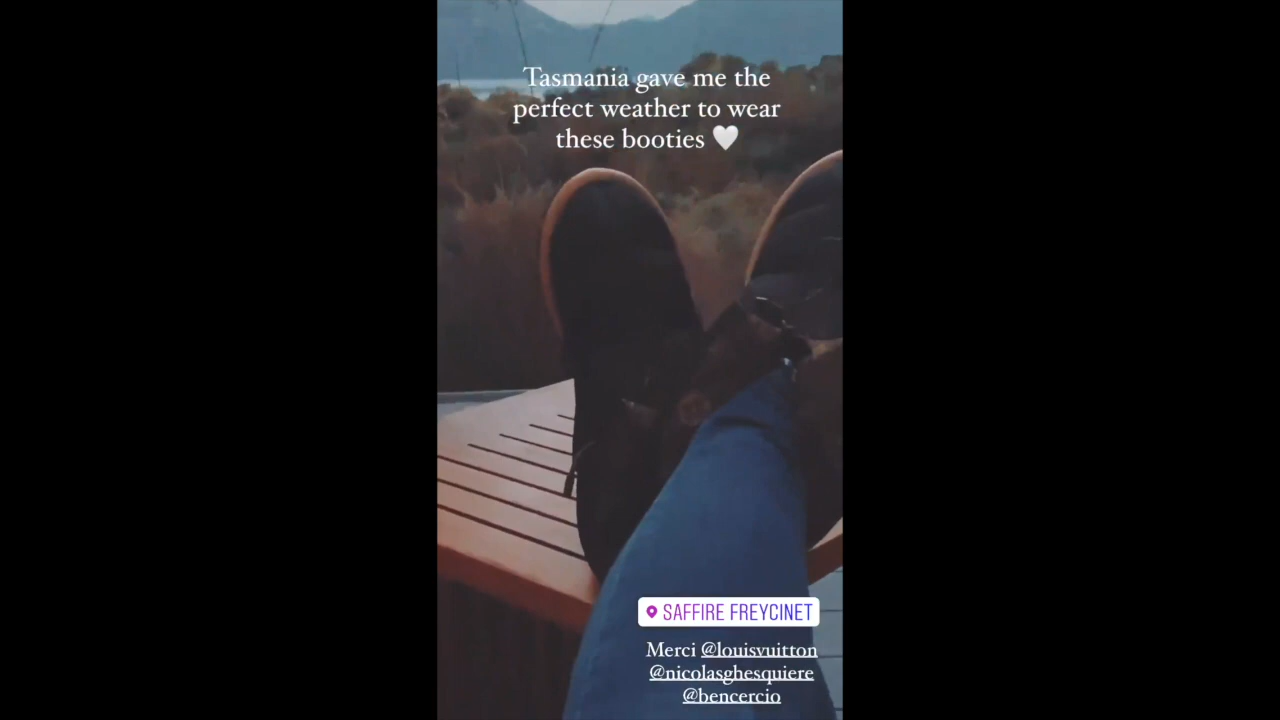 Tasmania gave me the
perfect weather to wear
these booties 🤍
SAFFIRE FREYCINET
Merci @louisvuitton
@nicolasghesquiere
@bencercio